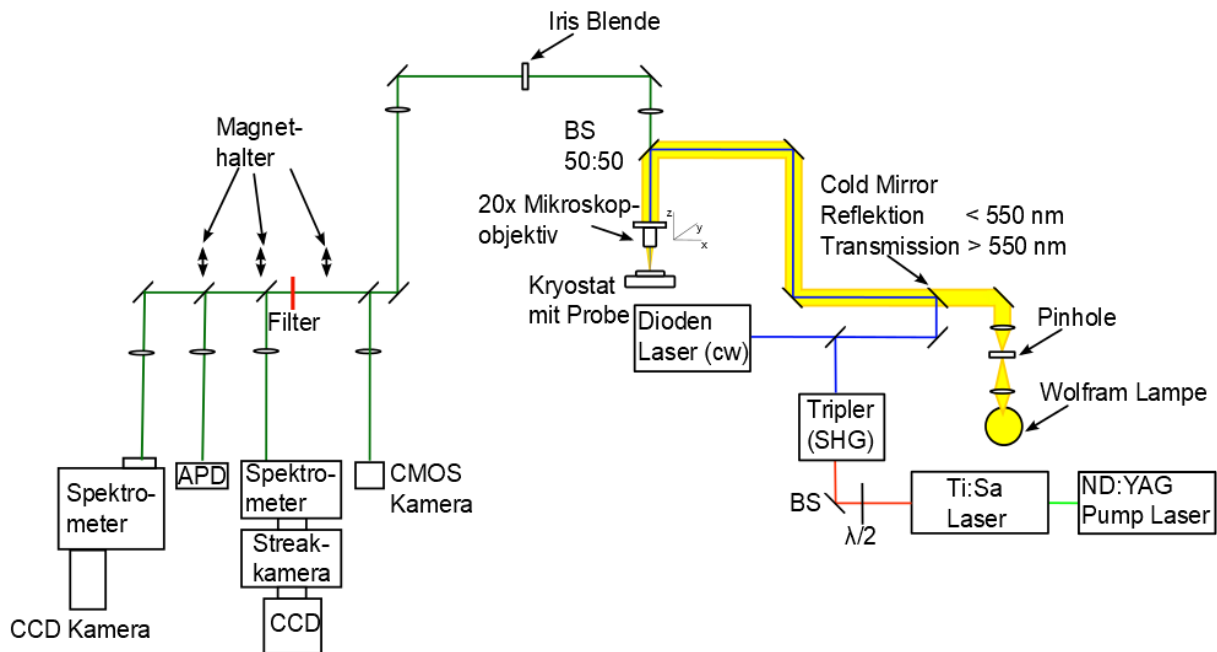 Iris Blende
Magnet-
halter
BS
50:50
20x Mikroskop-
objektiv
z
y
x
Cold Mirror
Reflektion < 550 nm
Transmission > 550 nm
Kryostat
mit Probe
Filter
Dioden
Laser (cw)
Pinhole
Wolfram Lampe
Tripler
(SHG)
APD
Spektro-
meter
CMOS
Kamera
Spektro-
meter
BS
λ/2
Ti:Sa
Laser
ND:YAG
Pump Laser
Streak-
kamera
CCD
CCD Kamera